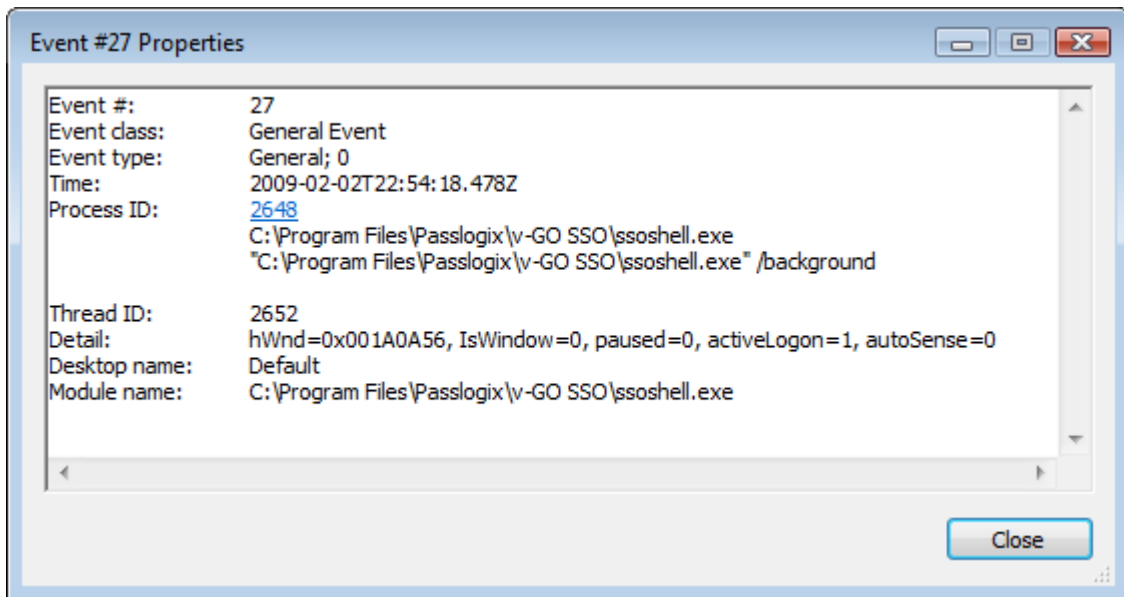 Event #27 Properties
Event #: 27
Event class: General Event
Event type: General; 0
Time: 2009-02-02T22:54:18.478Z
Process ID: 2648
C:\Program Files\Passlogix\v-GO SSO\ssoshell.exe
"C:\Program Files\Passlogix\v-GO SSO\ssoshell.exe" /background
Thread ID: 2652
Detail: hWnd=0x001A0A56, IsWindow=0, paused=0, activeLogon=1, autoSense=0
Desktop name: Default
Module name: C:\Program Files\Passlogix\v-GO SSO\ssoshell.exe
Close